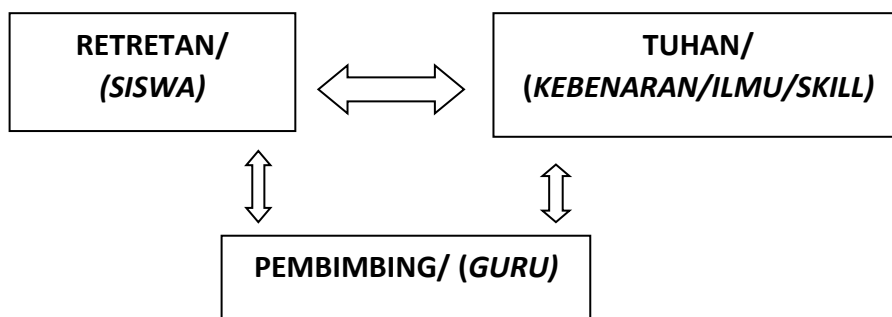 RETRETAN/
(SISWA)
TUHAN/
(KEBENARAN/ILMU/SKILL)
PEMBIMBING/ (GURU)